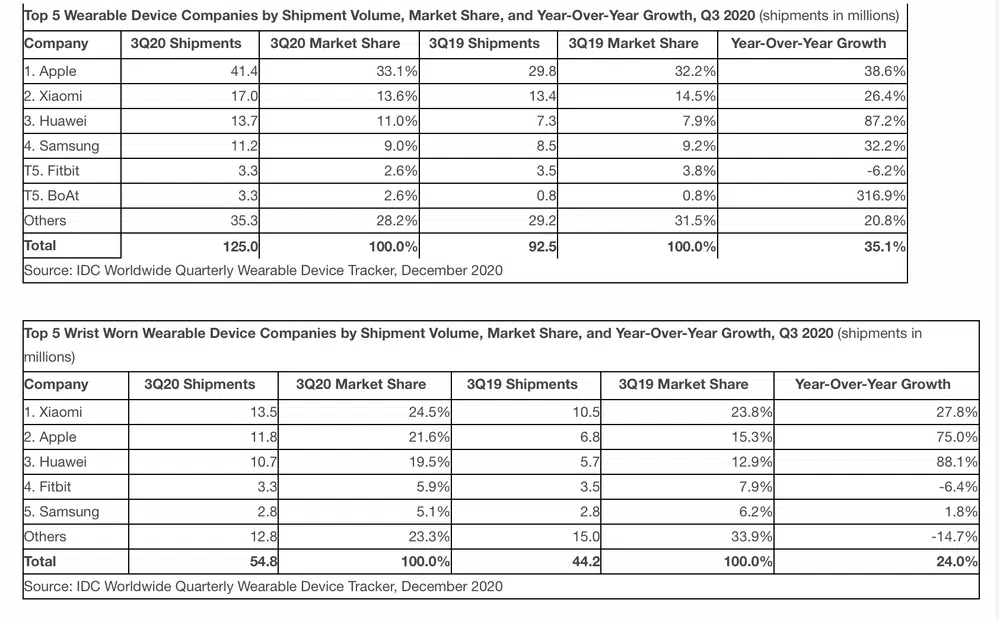 Top 5 Wearable Device Companies by Shipment Volume, Market Share, and Year-Over-Year Growth, Q3 2020 (shipments in millions)
Company 3Q20 Shipments 3Q20 Market Share 3Q19 Shipments 3Q19 Market Share Year-Over-Year Growth
1. Apple 41.4 33.1% 29.8 32.2% 38.6%
2. Xiaomi 17.0 13.6% 13.4 14.5% 26.4%
3. Huawei 13.7 11.0% 7.3 7.9% 87.2%
4. Samsung 11.2 9.0% 8.5 9.2% 32.2%
T5. Fitbit 3.3 2.6% 3.5 3.8% -6.2%
T5. BoAt 3.3 2.6% 0.8 0.8% 316.9%
Others 35.3 28.2% 29.2 31.5% 20.8%
Total 125.0 100.0% 92.5 100.0% 35.1%
Source: IDC Worldwide Quarterly Wearable Device Tracker, December 2020
Top 5 Wrist Worn Wearable Device Companies by Shipment Volume, Market Share, and Year-Over-Year Growth, Q3 2020 (shipments in
millions)
Company 3Q20 Shipments 3Q20 Market Share 3Q19 Shipments 3Q19 Market Share Year-Over-Year Growth
1. Xiaomi 13.5 24.5% 10.5 23.8% 27.8%
2. Apple 11.8 21.6% 6.8 15.3% 75.0%
3. Huawei 10.7 19.5% 5.7 12.9% 88.1%
4. Fitbit 3.3 5.9% 3.5 7.9% -6.4%
5. Samsung 2.8 5.1% 2.8 6.2% 1.8%
Others 12.8 23.3% 15.0 33.9% -14.7%
Total 54.8 100.0% 44.2 100.0% 24.0%
Source: IDC Worldwide Quarterly Wearable Device Tracker, December 2020